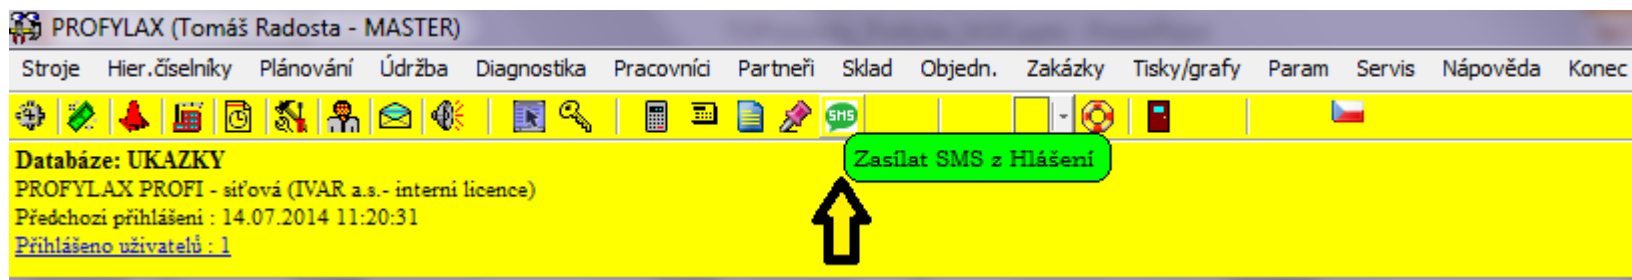 PROFYLAX (Tomáš Radosta - MASTER)
Stroje Hier.číselníky Plánování Údržba Diagnostika Pracovníci Partneři Sklad Objedn. Zakázky Tisky/grafy Param Servis Nápověda Konec
SMS
Zasílat SMS z Hlášení
Databáze: UKAZKY
PROFYLAX PROFI - síťová (IVAR a.s.- interní licence)
Předchozí přihlášení : 14.07.2014 11:20:31
Přihlášeno uživatelů : 1